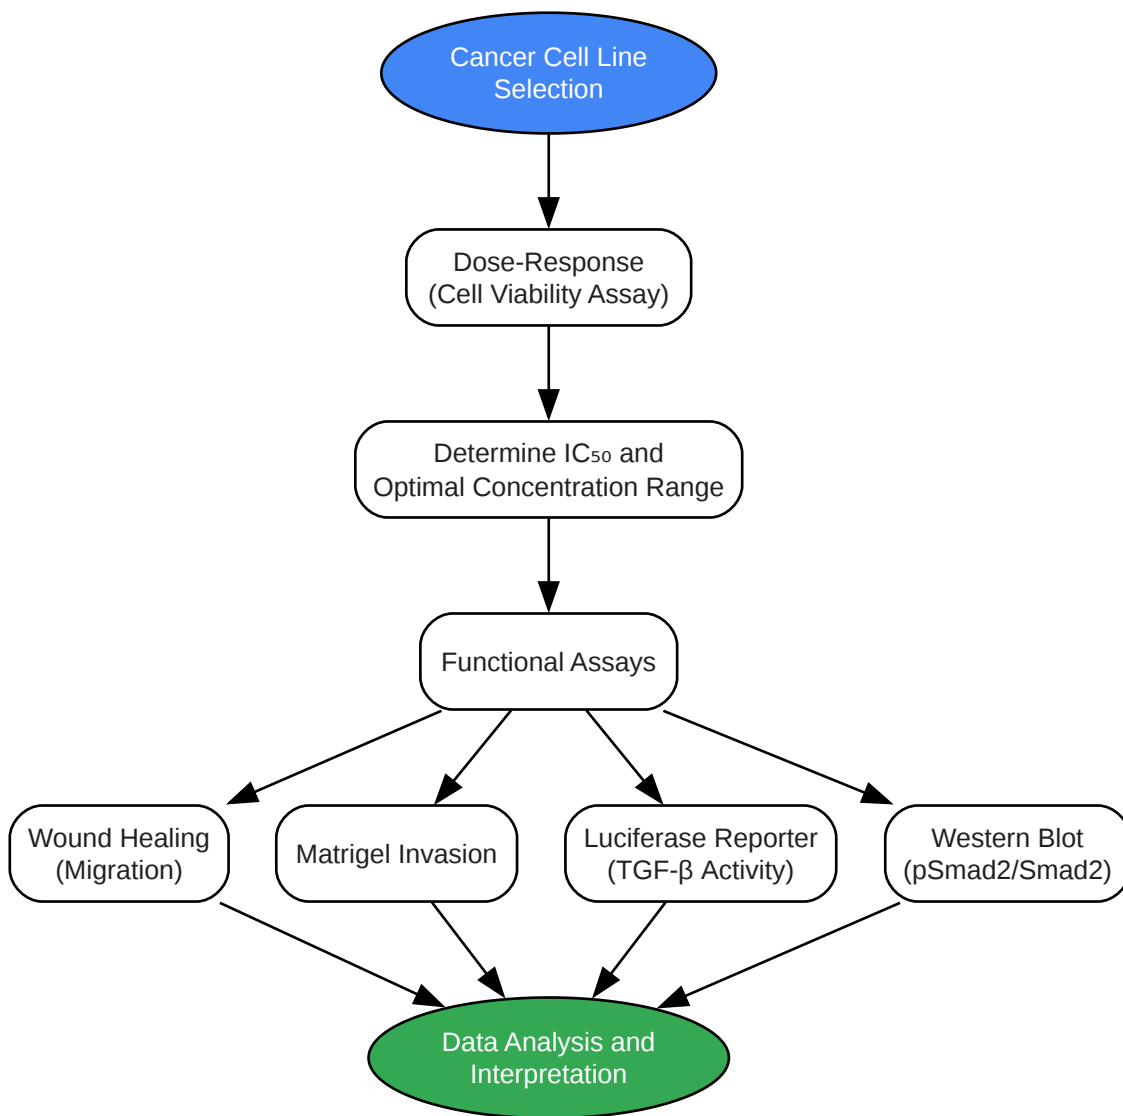 Cancer Cell Line
Selection
Dose-Response
(Cell Viability Assay)
Determine IC₅₀ and
Optimal Concentration Range
Functional Assays
Wound Healing
(Migration)
Matrigel Invasion
Luciferase Reporter
(TGF-β Activity)
Western Blot
(pSmad2/Smad2)
Data Analysis and
Interpretation